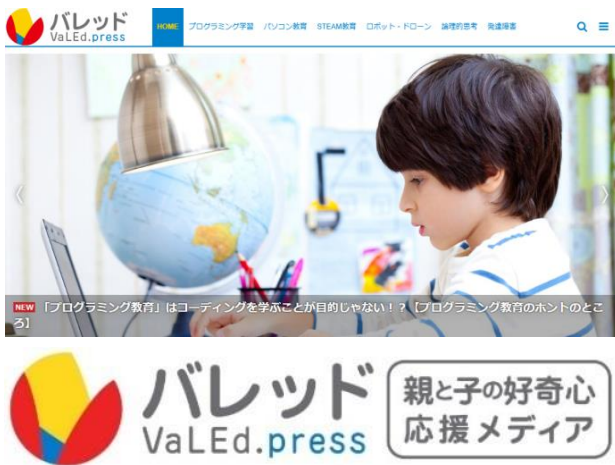 バレッド
VaLEd.press
HOME プログラミング学習 パソコン教育 STEAM教育 ロボット・ドローン 論理的思考 発達障害
NEW 「プログラミング教育」はコーディングを学ぶことが目的じゃない！？【プログラミング教育のホントのとこ
ろ】
バレッド
VaLEd.press
親と子の好奇心
応援メディア